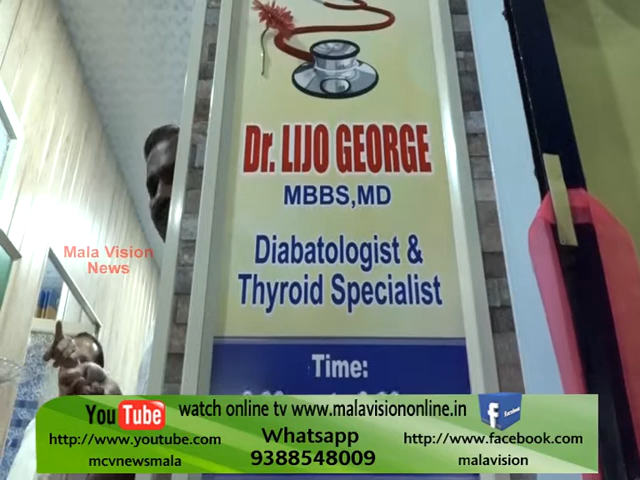 Dr. LIJO GEORGE
MBBS,MD
Diabatologist &
Thyroid Specialist
Time:
Mala Vision
News
YouTube watch online tv www.malavisiononline.in facebook
http://www.youtube.com Whatsapp http://www.facebook.com
mcvnewsmala 9388548009 malavision